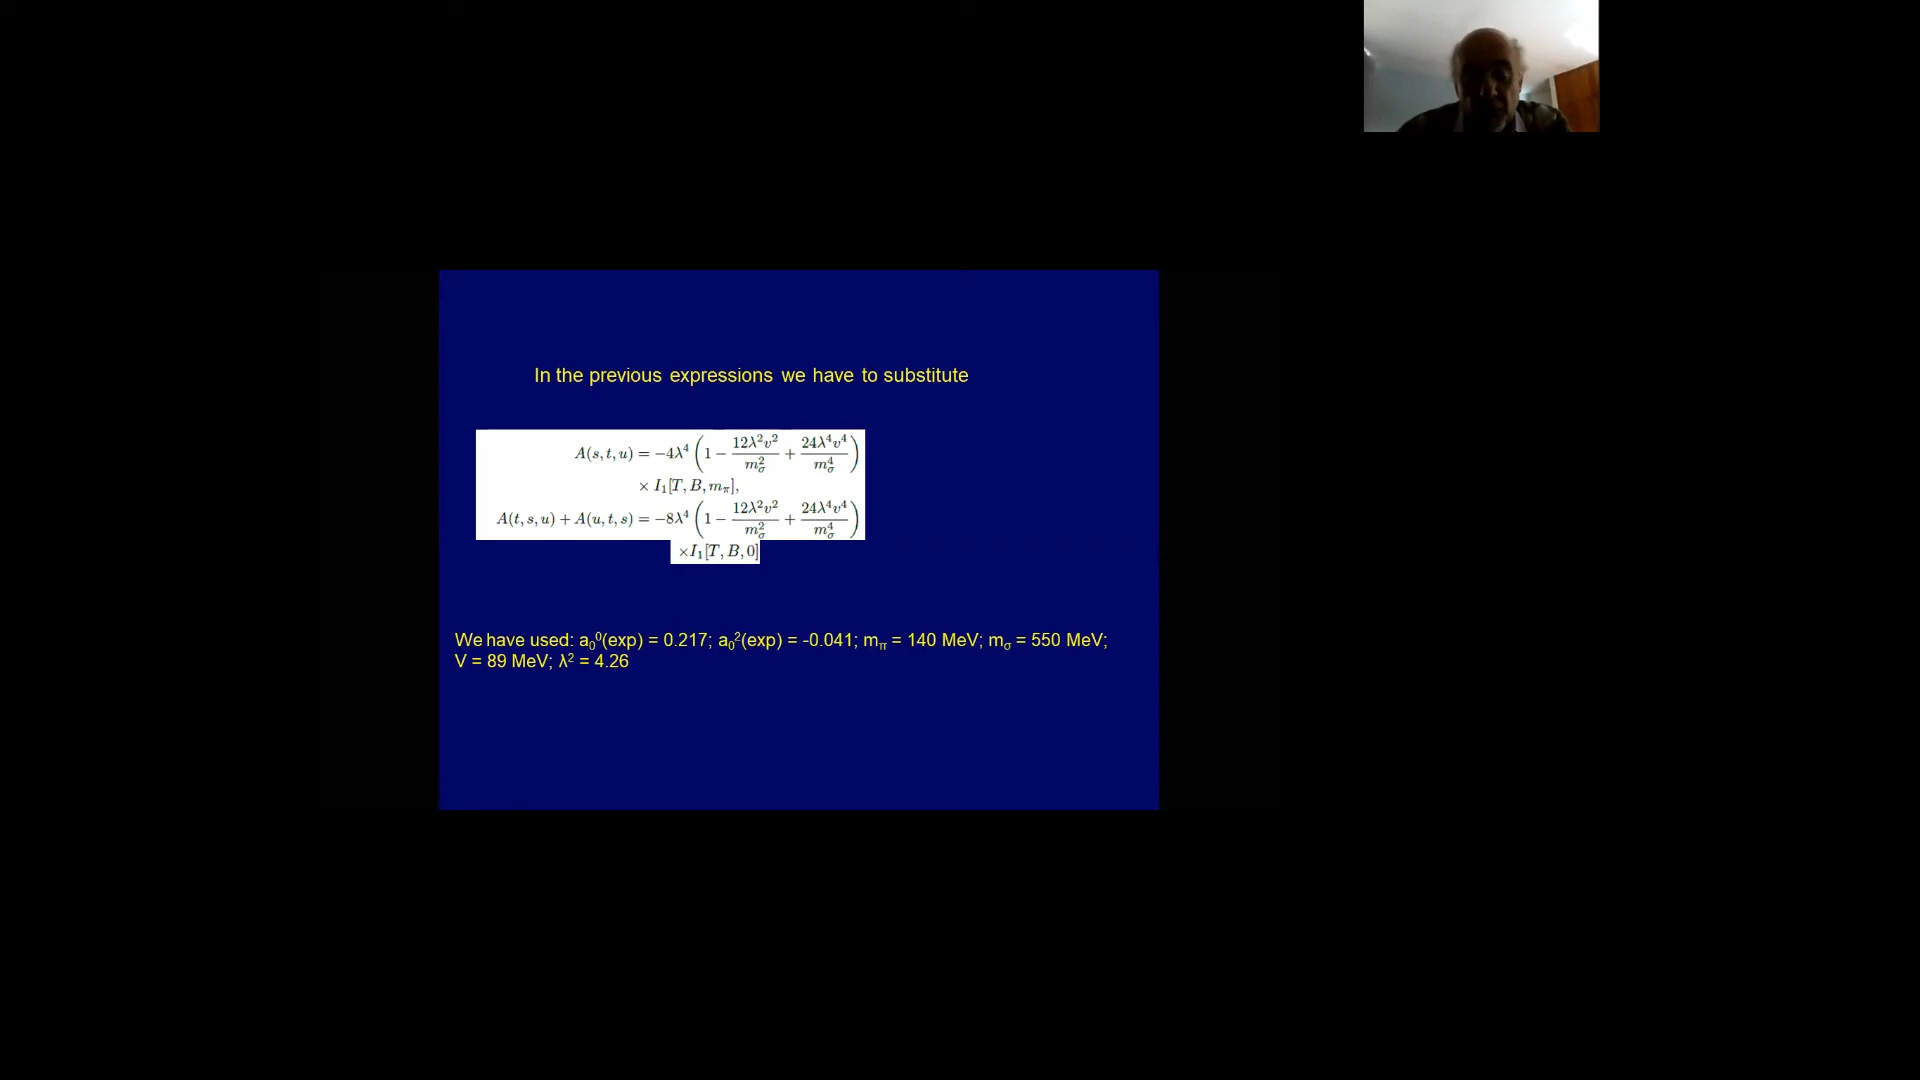 In the previous expressions we have to substitute
A(s, t, u) = −4λ⁴ (1 − 12λ²v²/m_σ² + 24λ⁴v⁴/m_σ⁴)
× I₁[T, B, m_π],
A(t, s, u) + A(u, t, s) = −8λ⁴ (1 − 12λ²v²/m_σ² + 24λ⁴v⁴/m_σ⁴)
×I₁[T, B, 0]
We have used: a₀⁰(exp) = 0.217; a₀²(exp) = -0.041; m_π = 140 MeV; m_σ = 550 MeV;
V = 89 MeV; λ² = 4.26